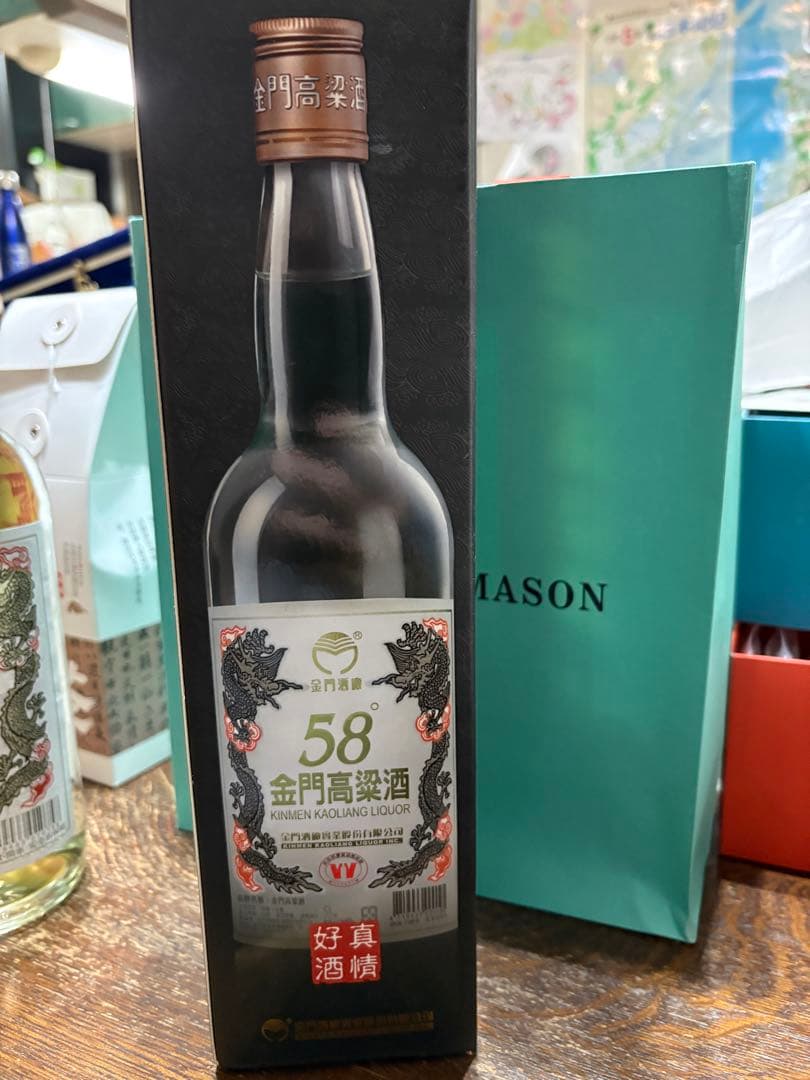 金門高粱酒
®
金門酒廠
58°
金門高粱酒
KINMEN KAOLIANG LIQUOR
金門酒廠實業股份有限公司
KINMEN KAOLIANG LIQUOR INC.
真情
好酒
MASON